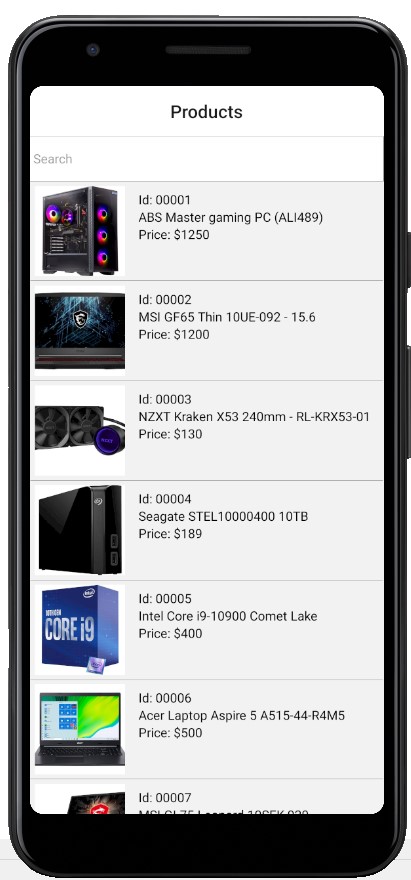 Products
Search
Id: 00001
ABS Master gaming PC (ALI489)
Price: $1250
Id: 00002
MSI GF65 Thin 10UE-092 - 15.6
Price: $1200
Id: 00003
NZXT Kraken X53 240mm - RL-KRX53-01
Price: $130
NZXT
Id: 00004
Seagate STEL10000400 10TB
Price: $189
Id: 00005
Intel Core i9-10900 Comet Lake
Price: $400
intel
CORE i9
Id: 00006
Acer Laptop Aspire 5 A515-44-R4M5
Price: $500
Id: 00007